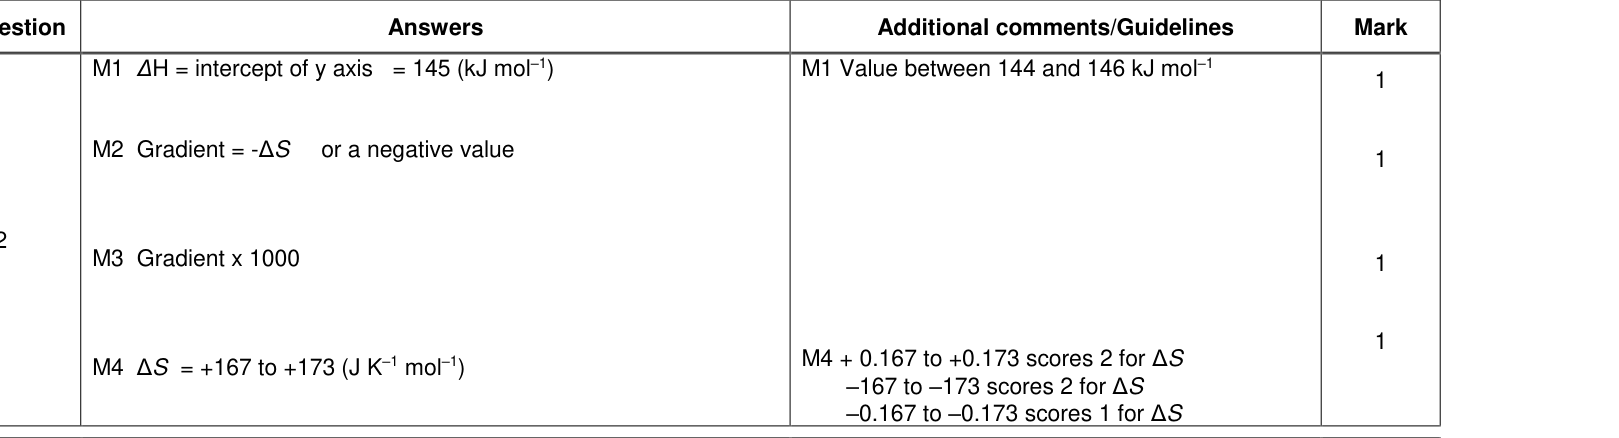 estion Answers Additional comments/Guidelines Mark
M1 ΔH = intercept of y axis = 145 (kJ mol⁻¹) M1 Value between 144 and 146 kJ mol⁻¹ 1
M2 Gradient = -ΔS or a negative value 1
2
M3 Gradient x 1000 1
M4 ΔS = +167 to +173 (J K⁻¹ mol⁻¹) 1
M4 + 0.167 to +0.173 scores 2 for ΔS
–167 to –173 scores 2 for ΔS
–0.167 to –0.173 scores 1 for ΔS